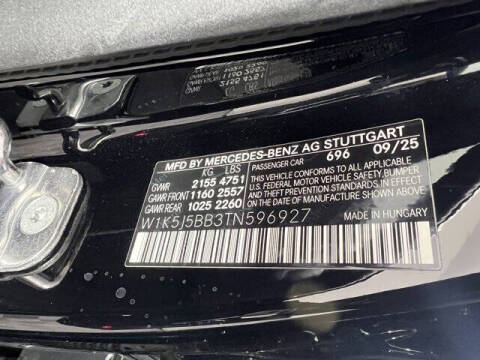 MFD BY MERCEDES-BENZ AG STUTTGART
KG LBS PASSENGER CAR 696 09/25
GVWR 2155 4751 THIS VEHICLE CONFORMS TO ALL APPLICABLE
GAWR/F 1160 2557 U.S. FEDERAL MOTOR VEHICLE SAFETY, BUMPER,
GAWR/R 1025 2260 AND THEFT PREVENTION STANDARDS IN EFFECT ON THE DATE OF MANUFACTURE SHOWN ABOVE.
W1K5J5BB3TN596927 MADE IN HUNGARY